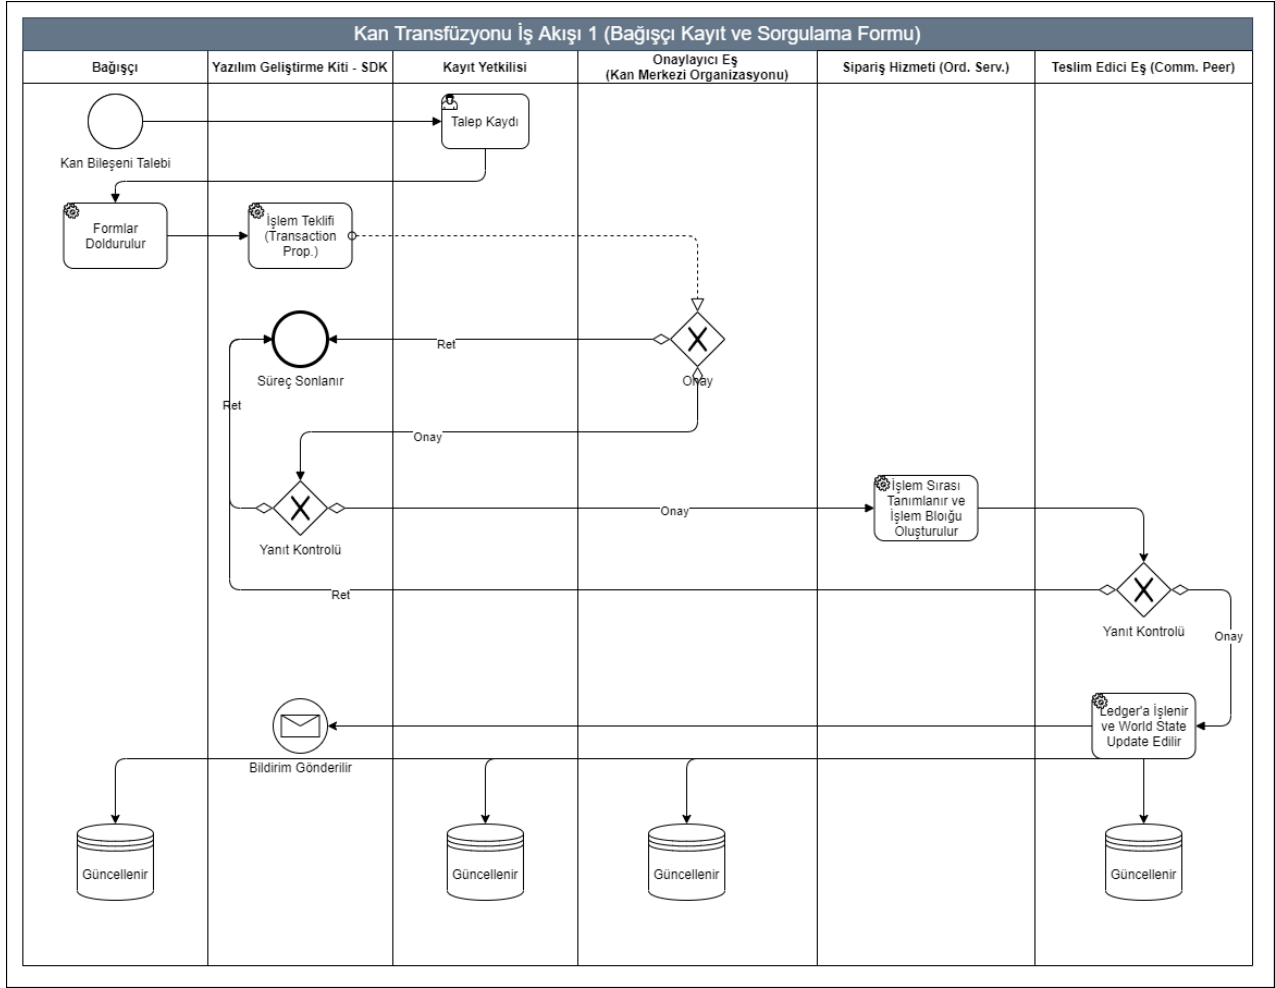 Kan Transfüzyonu İş Akışı 1 (Bağışçı Kayıt ve Sorgulama Formu)
Bağışçı
Yazılım Geliştirme Kiti - SDK
Kayıt Yetkilisi
Onaylayıcı Eş
(Kan Merkezi Organizasyonu)
Sipariş Hizmeti (Ord. Serv.)
Teslim Edici Eş (Comm. Peer)
Talep Kaydı
Kan Bileşeni Talebi
Formlar
Doldurulur
İşlem Teklifi
(Transaction
Prop.)
Ret
Süreç Sonlanır
Onay
Ret
Onay
İşlem Sırası
Tanımlanır ve
İşlem Bloığu
Oluşturulur
Onay
Yanıt Kontrolü
Ret
Yanıt Kontrolü
Onay
Ledger'a İşlenir
ve World State
Update Edilir
Bildirim Gönderilir
Güncellenir
Güncellenir
Güncellenir
Güncellenir